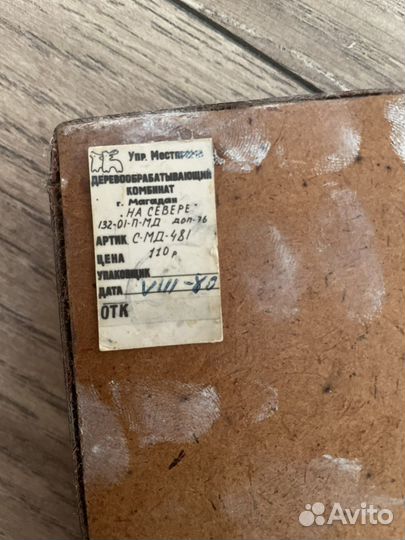 Упр. Местпрома
ДЕРЕВООБРАБАТЫВАЮЩИЙ
КОМБИНАТ
г. Магадан
"НА СЕВЕРЕ"
132-01-П-МД доп-76
АРТИК С-МД-481
ЦЕНА 110 р
УПАКОВЩИК
ДАТА VIII-80
ОТК
Avito